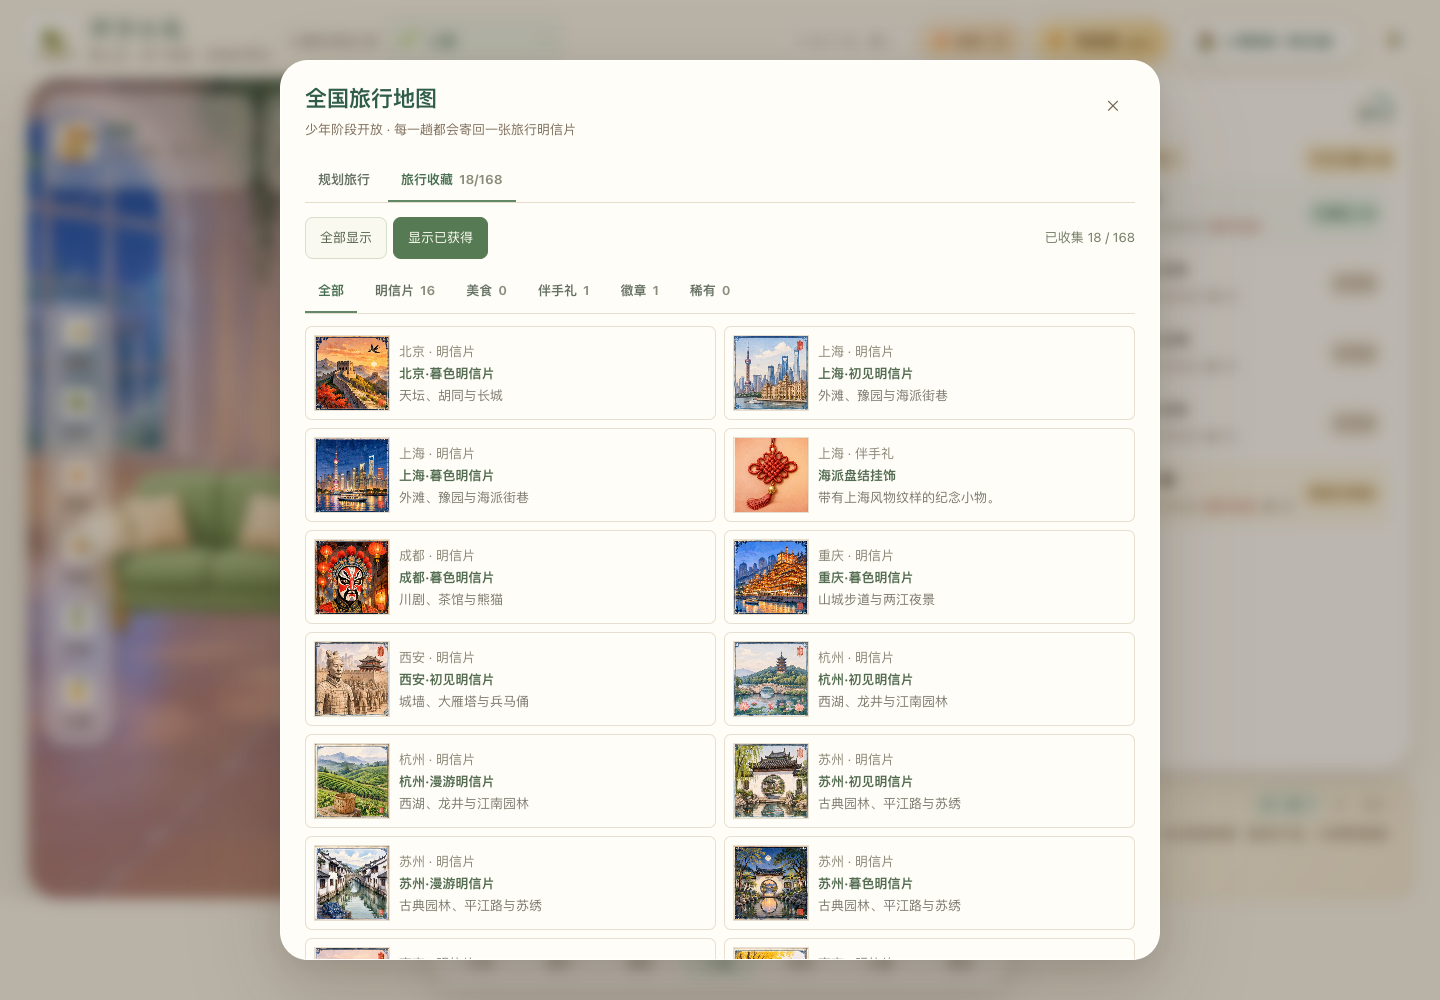 全国旅行地图
少年阶段开放 · 每一趟都会寄回一张旅行明信片
规划旅行
旅行收藏 18/168
全部显示
显示已获得
已收集 18 / 168
全部
明信片 16
美食 0
伴手礼 1
徽章 1
稀有 0
北京 · 明信片
北京·暮色明信片
天坛、胡同与长城
上海 · 明信片
上海·初见明信片
外滩、豫园与海派街巷
上海 · 明信片
上海·暮色明信片
外滩、豫园与海派街巷
上海 · 伴手礼
海派盘结挂饰
带有上海风物纹样的纪念小物。
成都 · 明信片
成都·暮色明信片
川剧、茶馆与熊猫
重庆 · 明信片
重庆·暮色明信片
山城步道与两江夜景
西安 · 明信片
西安·初见明信片
城墙、大雁塔与兵马俑
杭州 · 明信片
杭州·初见明信片
西湖、龙井与江南园林
杭州 · 明信片
杭州·漫游明信片
西湖、龙井与江南园林
苏州 · 明信片
苏州·初见明信片
古典园林、平江路与苏绣
苏州 · 明信片
苏州·漫游明信片
古典园林、平江路与苏绣
苏州 · 明信片
苏州·暮色明信片
古典园林、平江路与苏绣